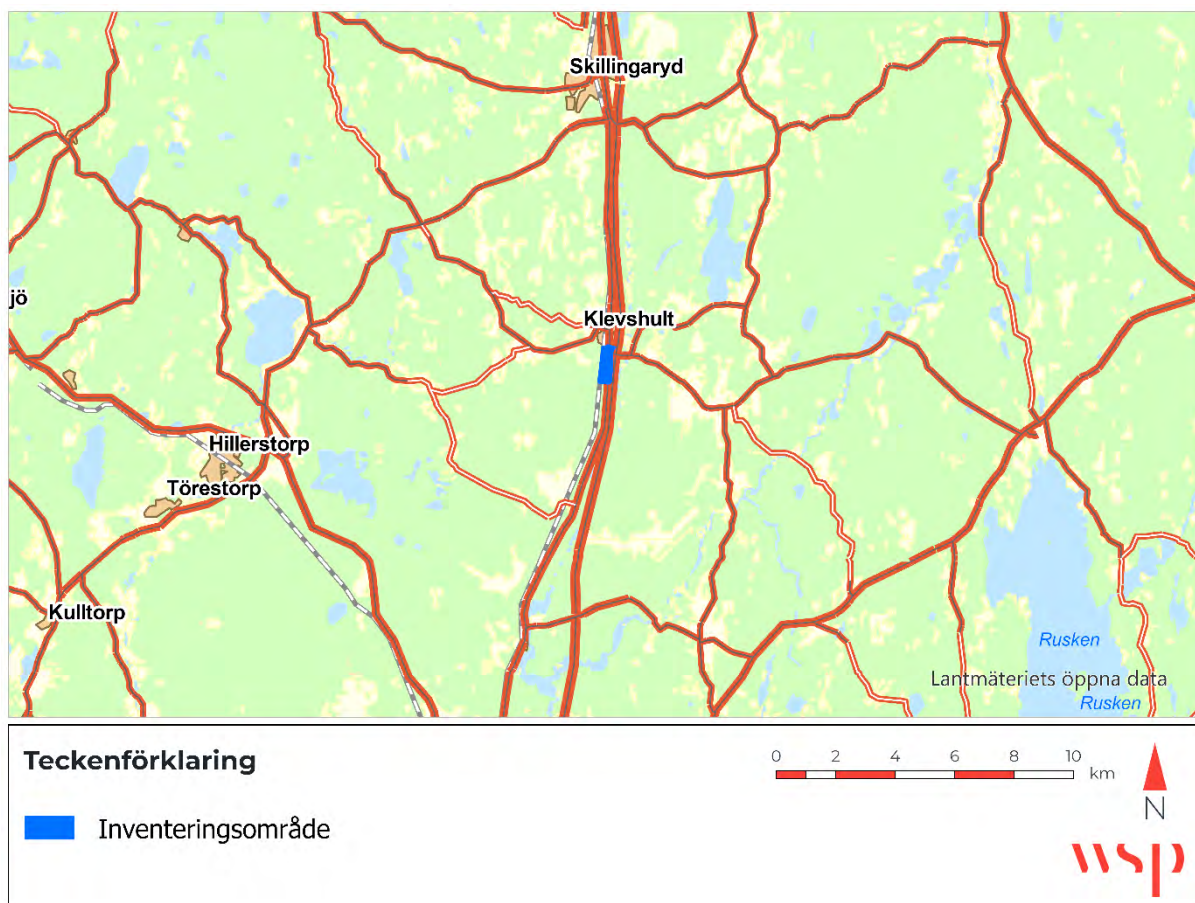 Skillingaryd
Klevshult
jö
Hillerstorp
Törestorp
Kulltorp
Rusken
Lantmäteriets öppna data
Rusken
Teckenförklaring
Inventeringsområde
0 2 4 6 8 10
km
N
wsp